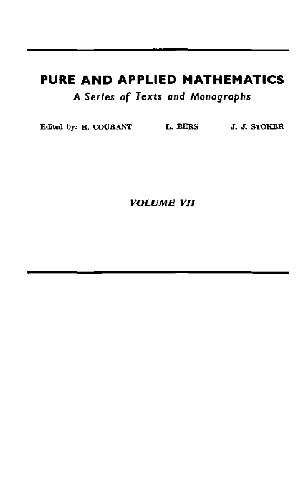 PURE AND APPLIED MATHEMATICS
A Series of Texts and Monographs
Edited by: R. COURANT L. BERS J. J. STOKER
VOLUME VII